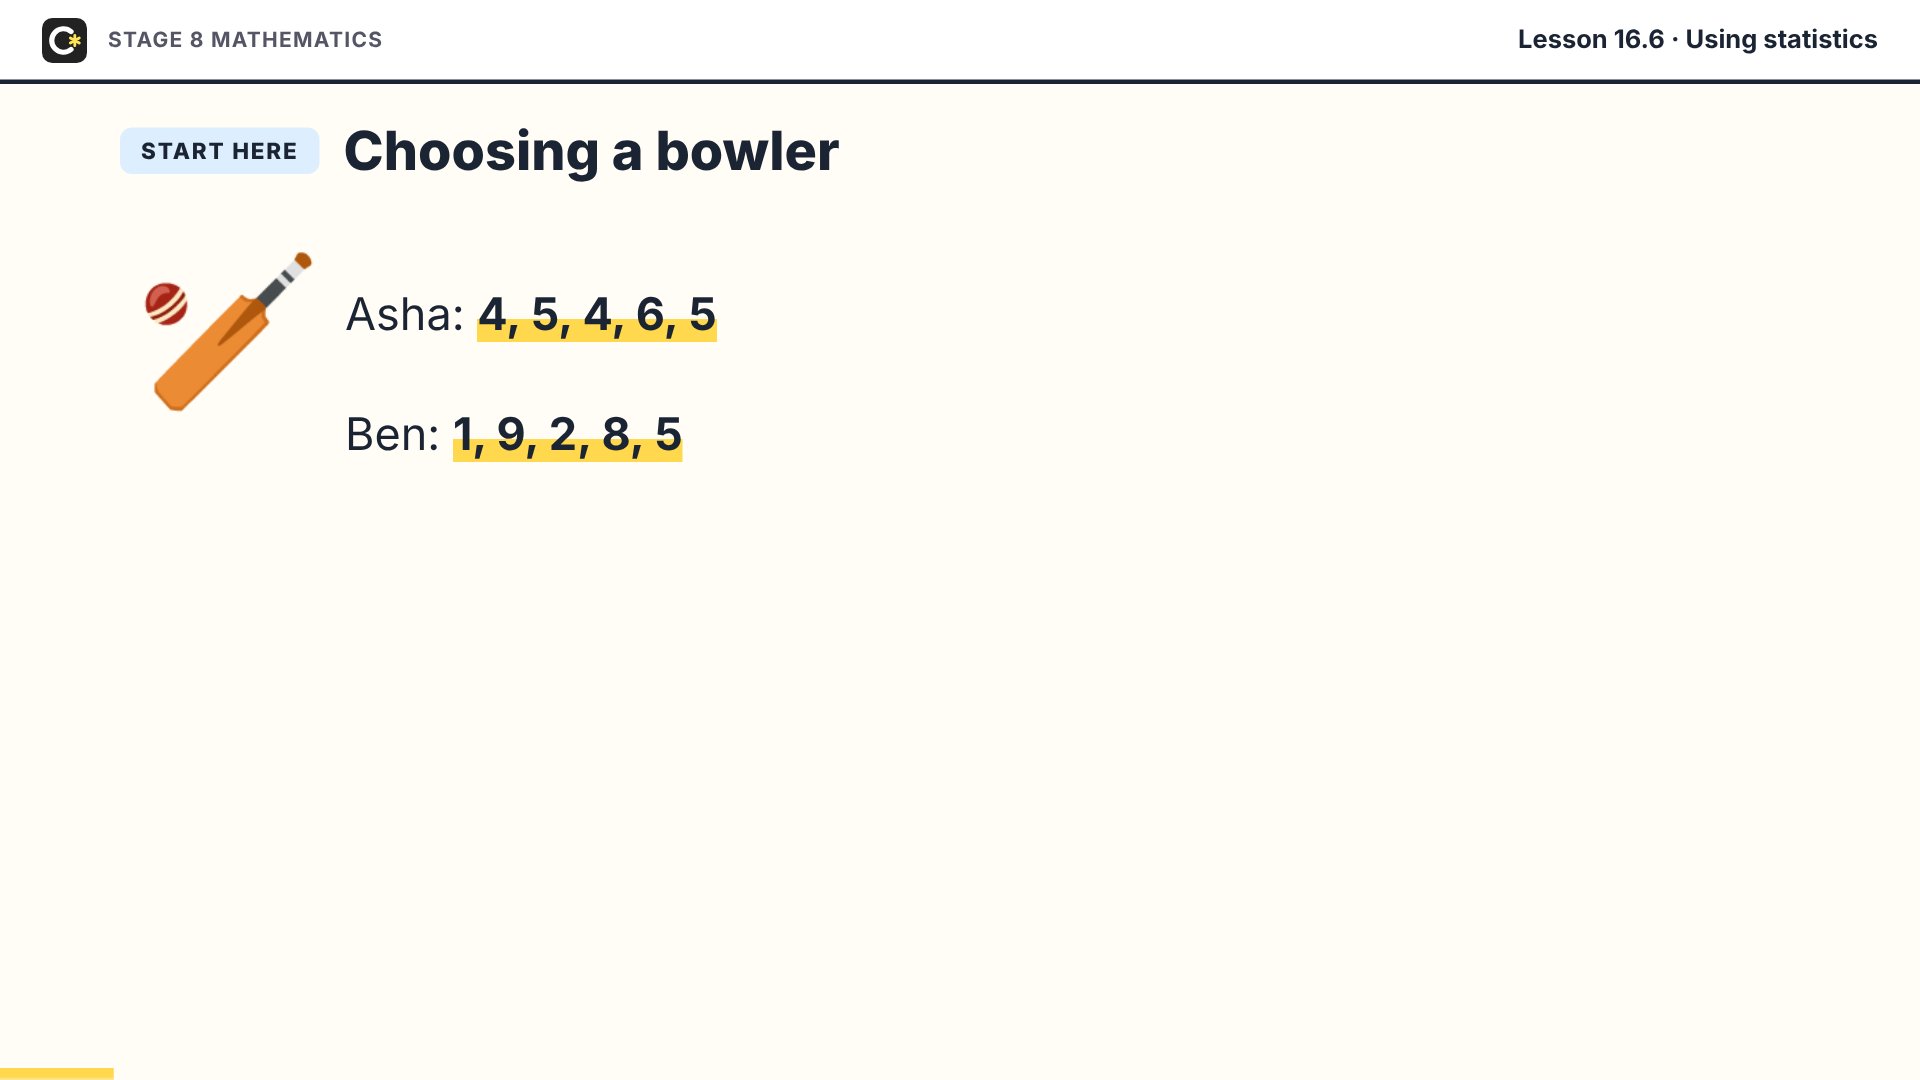 STAGE 8 MATHEMATICS
Lesson 16.6 · Using statistics
START HERE
Choosing a bowler
Asha: 4, 5, 4, 6, 5
Ben: 1, 9, 2, 8, 5